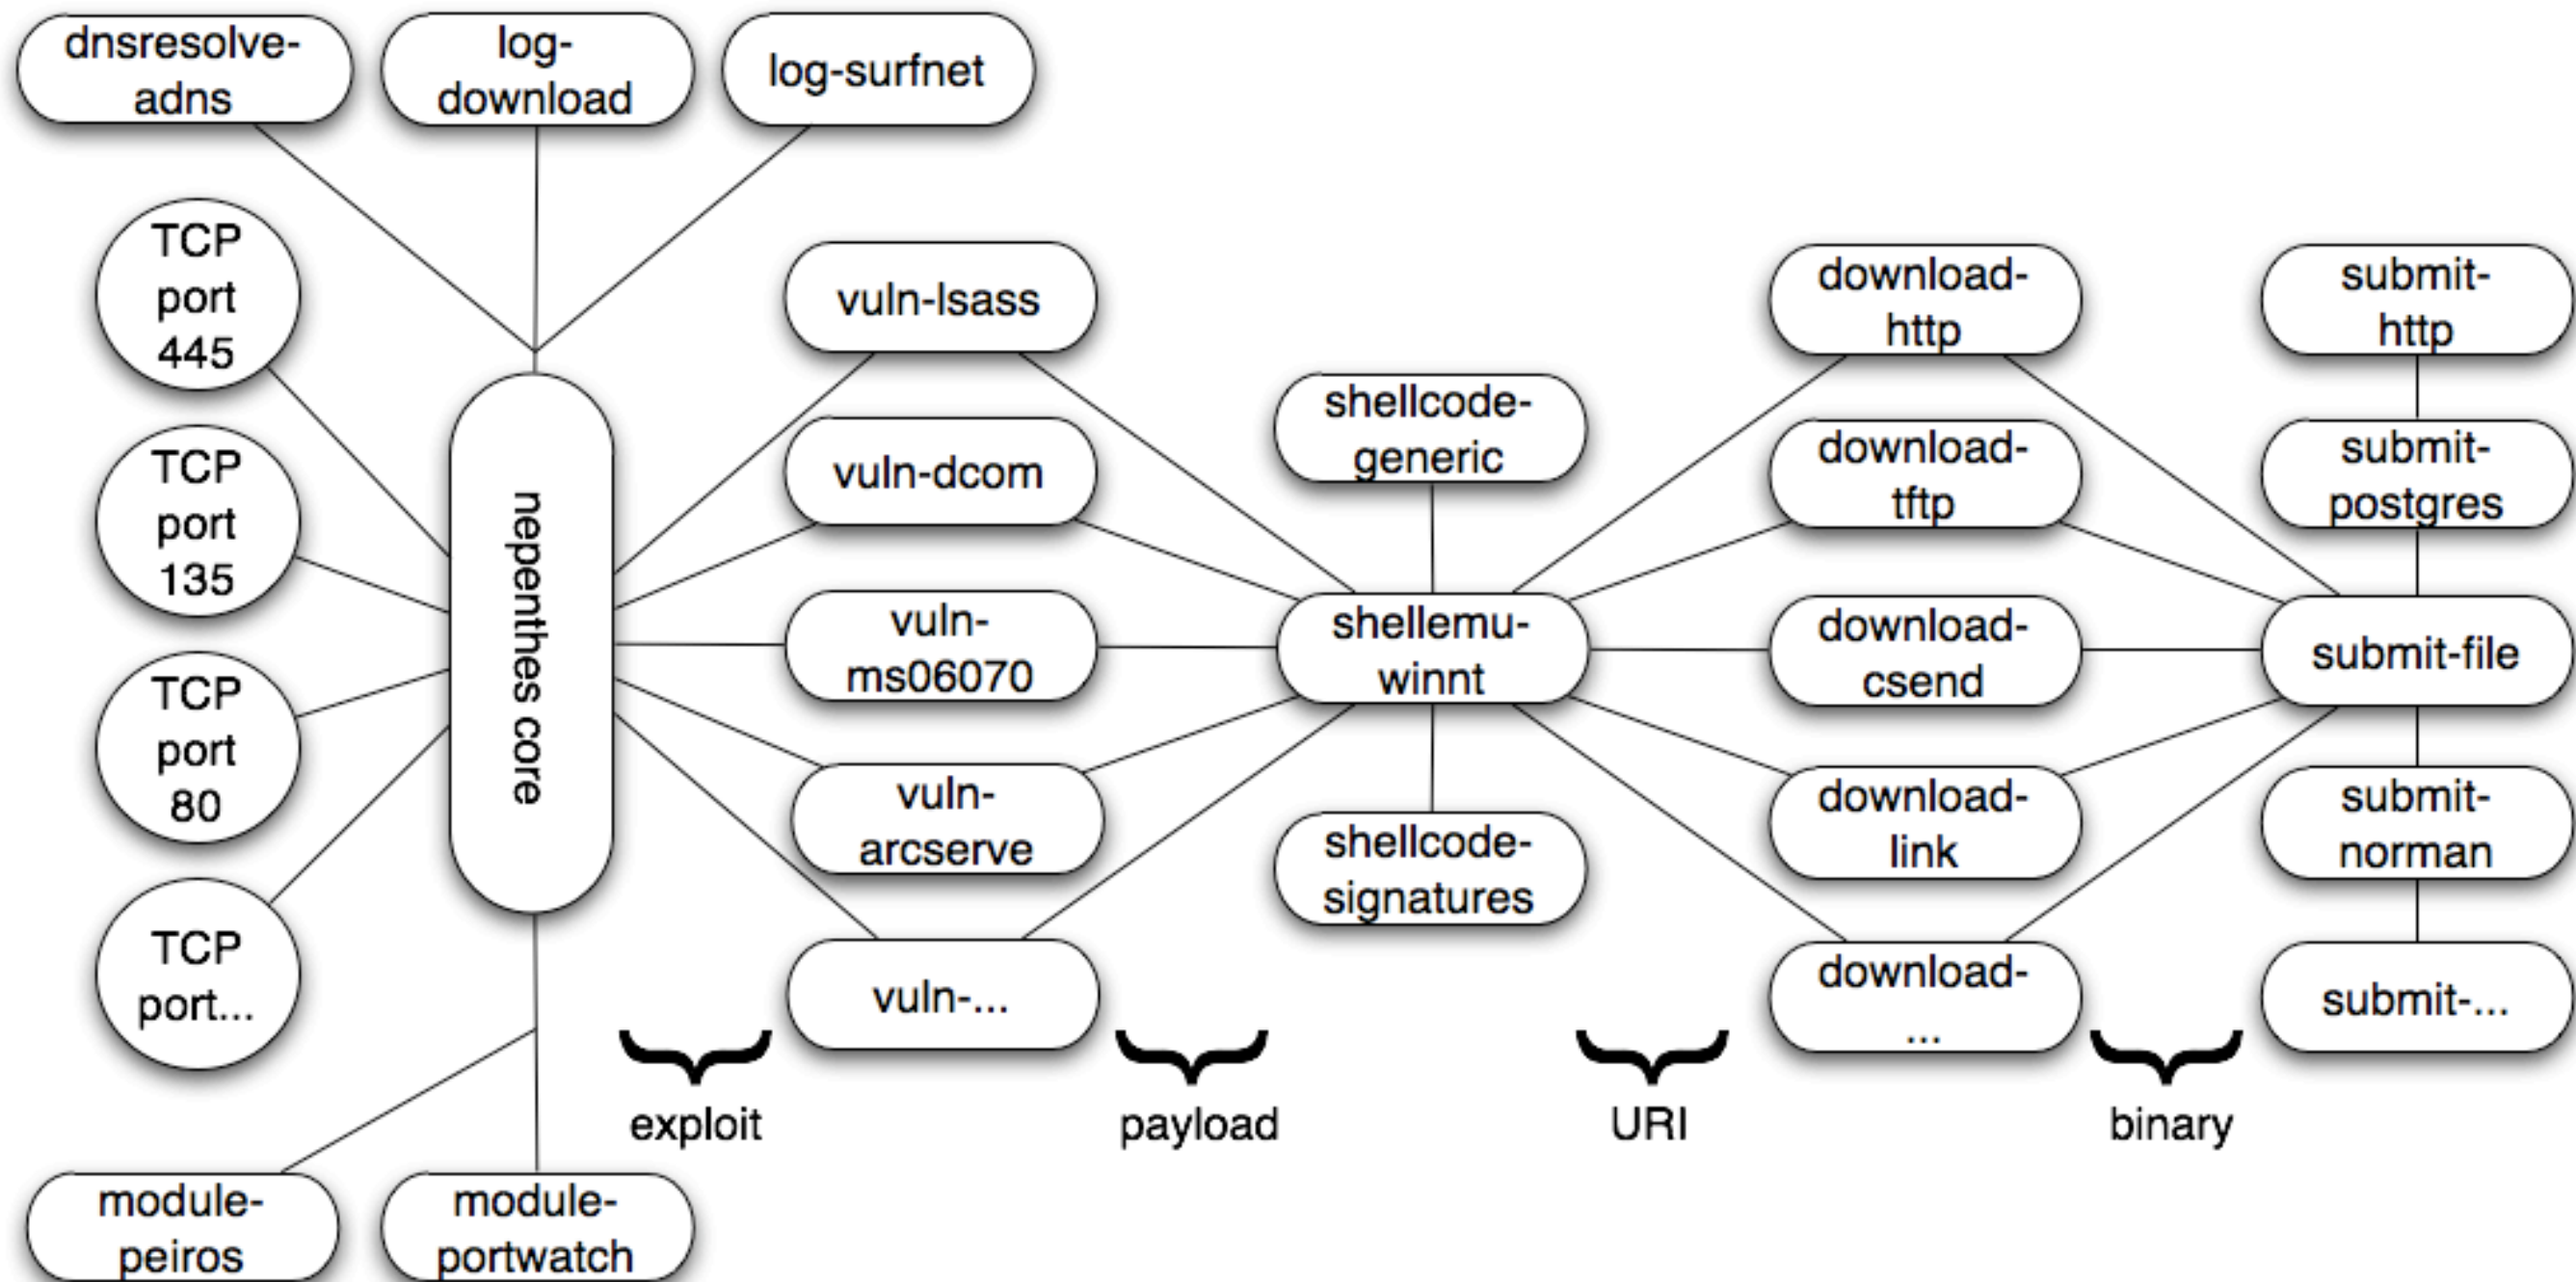 dnsresolve-
adns
log-
download
log-surfnet
TCP
port
445
TCP
port
135
TCP
port
80
TCP
port...
nepenthes core
vuln-lsass
vuln-dcom
vuln-
ms06070
vuln-
arcserve
vuln-...
shellcode-
generic
shellemu-
winnt
shellcode-
signatures
download-
http
download-
tftp
download-
csend
download-
link
download-
...
submit-
http
submit-
postgres
submit-file
submit-
norman
submit-...
exploit
payload
URI
binary
module-
peiros
module-
portwatch